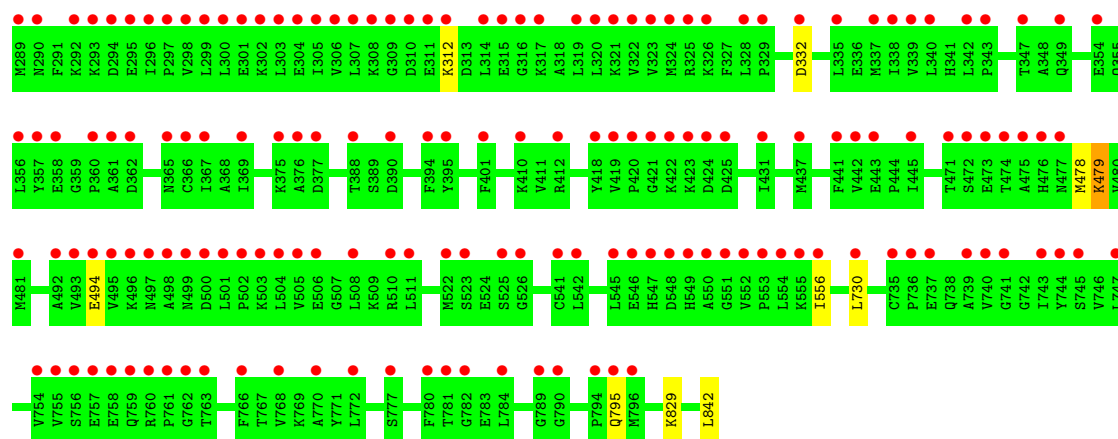 M289 N290 F291 K292 K293 D294 E295 I296 P297 V298 L299 L300 E301 K302 L303 E304 I305 V306 L307 K308 G309 D310 E311 K312 D313 L314 E315 G316 K317 A318 L319 L320 K321 V322 V323 M324 R325 K326 F327 L328 P329 D332 L335 E336 M337 I338 V339 L340 H341 L342 P343 T347 A348 Q349 E354 Q355
L356 Y357 E358 G359 P360 A361 D362 N365 C366 I367 A368 I369 K375 A376 D377 T388 S389 D390 F394 Y395 F401 K410 V411 R412 Y418 V419 P420 G421 K422 K423 D424 D425 I431 M437 F441 V442 E443 P444 I445 T471 S472 E473 T474 A475 H476 N477 M478 K479 V480
M481 A492 V493 E494 V495 K496 N497 A498 N499 D500 L501 P502 K503 L504 V505 E506 G507 L508 K509 R510 L511 M522 S523 E524 S525 G526 C541 L542 L545 E546 H547 D548 H549 A550 G551 V552 P553 L554 K555 I556 L730 C735 P736 E737 Q738 A739 V740 G741 G742 I743 Y744 S745 V746
V754 V755 S756 E757 E758 Q759 R760 P761 G762 T763 F766 T767 V768 K769 A770 Y771 L772 S777 F780 T781 G782 E783 L784 G789 G790 P794 Q795 M796 K829 L842